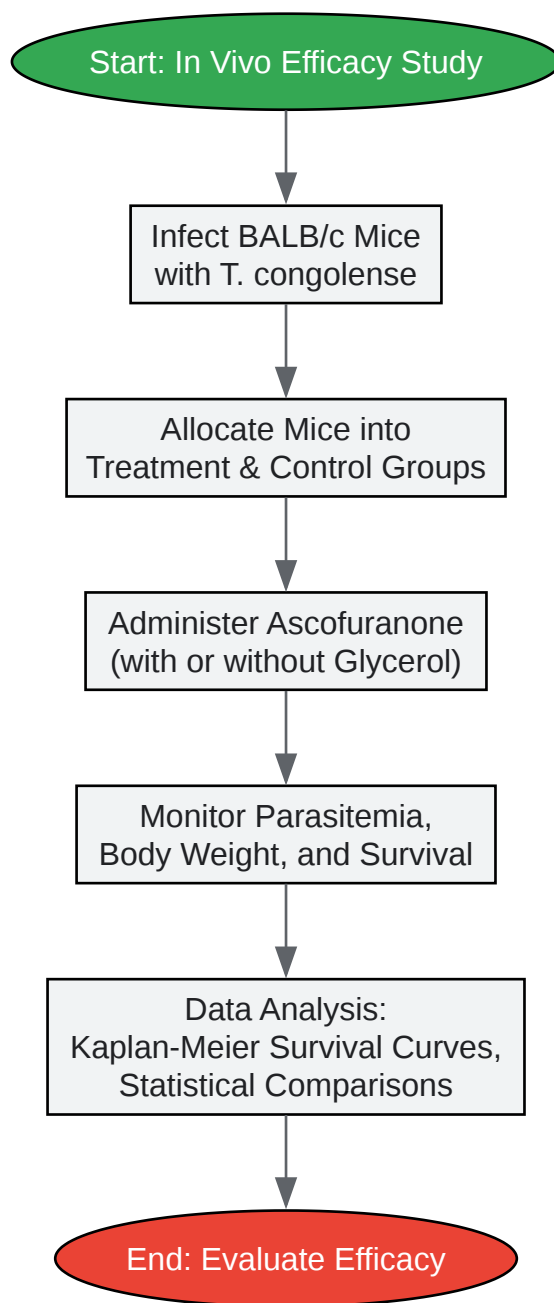 Start: In Vivo Efficacy Study
Infect BALB/c Mice
with T. congolense
Allocate Mice into
Treatment & Control Groups
Administer Ascofuranone
(with or without Glycerol)
Monitor Parasitemia,
Body Weight, and Survival
Data Analysis:
Kaplan-Meier Survival Curves,
Statistical Comparisons
End: Evaluate Efficacy